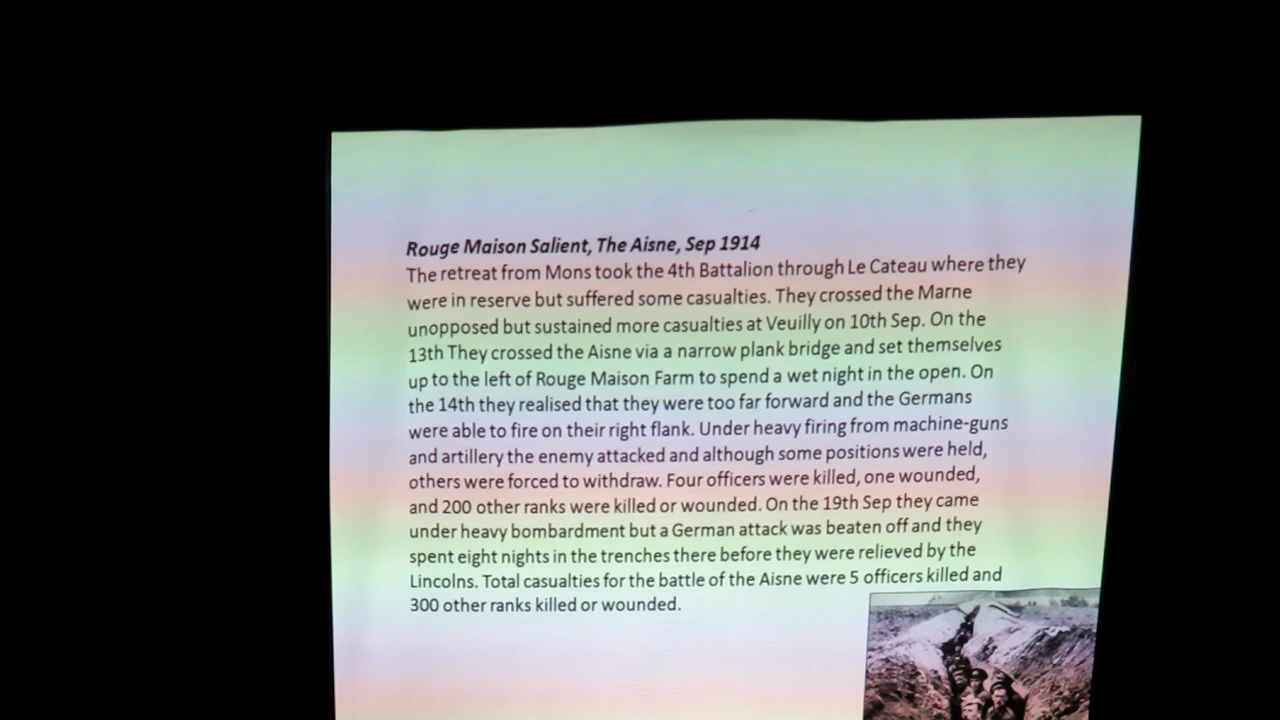 Rouge Maison Salient, The Aisne, Sep 1914
The retreat from Mons took the 4th Battalion through Le Cateau where they
were in reserve but suffered some casualties. They crossed the Marne
unopposed but sustained more casualties at Veuilly on 10th Sep. On the
13th They crossed the Aisne via a narrow plank bridge and set themselves
up to the left of Rouge Maison Farm to spend a wet night in the open. On
the 14th they realised that they were too far forward and the Germans
were able to fire on their right flank. Under heavy firing from machine-guns
and artillery the enemy attacked and although some positions were held,
others were forced to withdraw. Four officers were killed, one wounded,
and 200 other ranks were killed or wounded. On the 19th Sep they came
under heavy bombardment but a German attack was beaten off and they
spent eight nights in the trenches there before they were relieved by the
Lincolns. Total casualties for the battle of the Aisne were 5 officers killed and
300 other ranks killed or wounded.